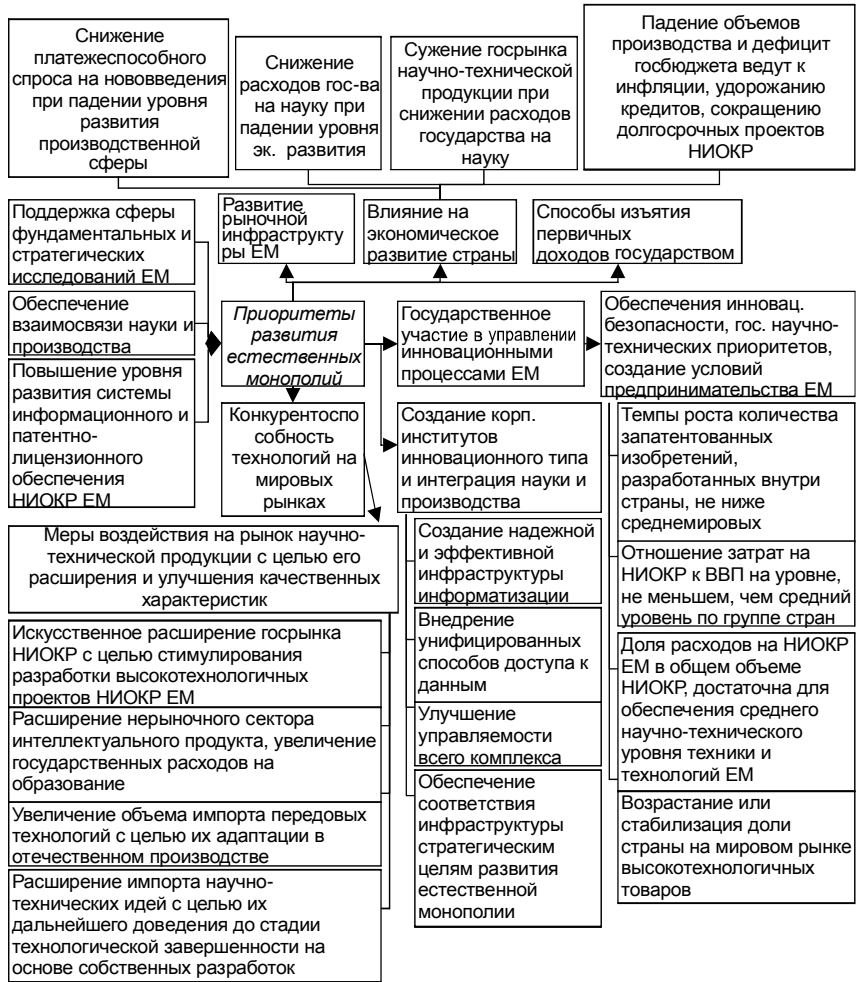 Снижение
платежеспособного
спроса на нововведения
при падении уровня
развития
производственной
сферы
Снижение
расходов гос-ва
на науку при
падении уровня
эк. развития
Сужение госрынка
научно-технической
продукции при
снижении расходов
государства на
науку
Падение объемов
производства и дефицит
госбюджета ведут к
инфляции, удорожанию
кредитов, сокращению
долгосрочных проектов
НИОКР
Поддержка сферы
фундаментальных и
стратегических
исследований ЕМ
Развитие
рыночной
инфраструкту
ры ЕМ
Влияние на
экономическое
развитие страны
Способы изъятия
первичных
доходов государством
Обеспечение
взаимосвязи науки и
производства
Приоритеты
развития
естественных
монополий
Государственное
участие в управлении
инновационными
процессами ЕМ
Обеспечения инновац.
безопасности, гос. научно-
технических приоритетов,
создание условий
предпринимательства ЕМ
Повышение уровня
развития системы
информационного и
патентно-
лицензионного
обеспечения
НИОКР ЕМ
Конкурентоспо
собность
технологий на
мировых
рынках
Создание корп.
институтов
инновационного типа
и интеграция науки и
производства
Темпы роста количества
запатентованных
изобретений,
разработанных внутри
страны, не ниже
среднемировых
Меры воздействия на рынок научно-
технической продукции с целью его
расширения и улучшения качественных
характеристик
Создание надежной
и эффективной
инфраструктуры
информатизации
Отношение затрат на
НИОКР к ВВП на уровне,
не меньшем, чем средний
уровень по группе стран
Искусственное расширение госрынка
НИОКР с целью стимулирования
разработки высокотехнологичных
проектов НИОКР ЕМ
Внедрение
унифицированных
способов доступа к
данным
Доля расходов на НИОКР
ЕМ в общем объеме
НИОКР, достаточна для
обеспечения среднего
научно-технического
уровня техники и
технологий ЕМ
Расширение нерыночного сектора
интеллектуального продукта, увеличение
государственных расходов на
образование
Улучшение
управляемости
всего комплекса
Увеличение объема импорта передовых
технологий с целью их адаптации в
отечественном производстве
Обеспечение
соответствия
инфраструктуры
стратегическим
целям развития
естественной
монополии
Возрастание или
стабилизация доли
страны на мировом рынке
высокотехнологичных
товаров
Расширение импорта научно-
технических идей с целью их
дальнейшего доведения до стадии
технологической завершенности на
основе собственных разработок